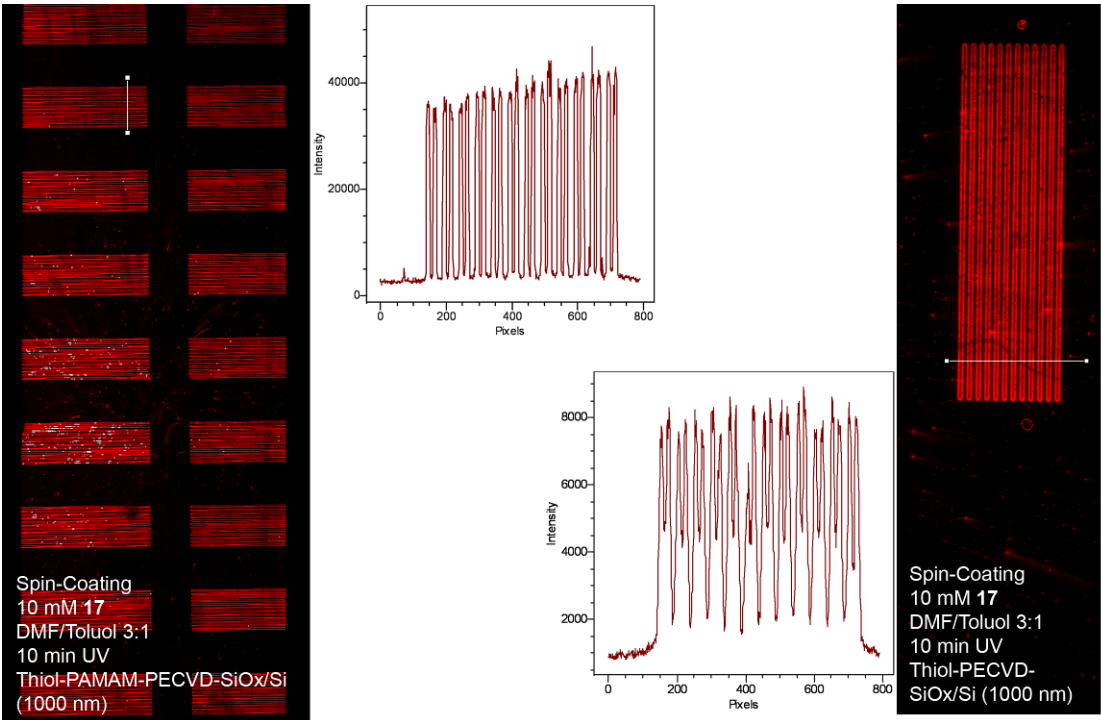 Spin-Coating
10 mM 17
DMF/Toluol 3:1
10 min UV
Thiol-PAMAM-PECVD-SiOx/Si
(1000 nm)
Intensity
40000
20000
0
0 200 400 600 800
Pixels
Intensity
8000
6000
4000
2000
0 200 400 600 800
Pixels
Spin-Coating
10 mM 17
DMF/Toluol 3:1
10 min UV
Thiol-PECVD-
SiOx/Si (1000 nm)